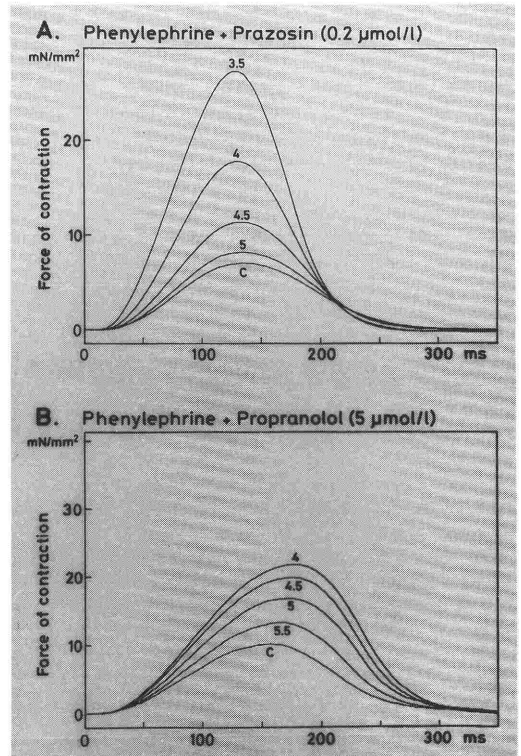 A. Phenylephrine + Prazosin (0.2 µmol/l)
mN/mm²
Force of contraction
20
10
0
3.5
4
4.5
5
C
0 100 200 300 ms
B. Phenylephrine + Propranolol (5 µmol/l)
mN/mm²
Force of contraction
30
20
10
0
4
4.5
5
5.5
C
0 100 200 300 ms